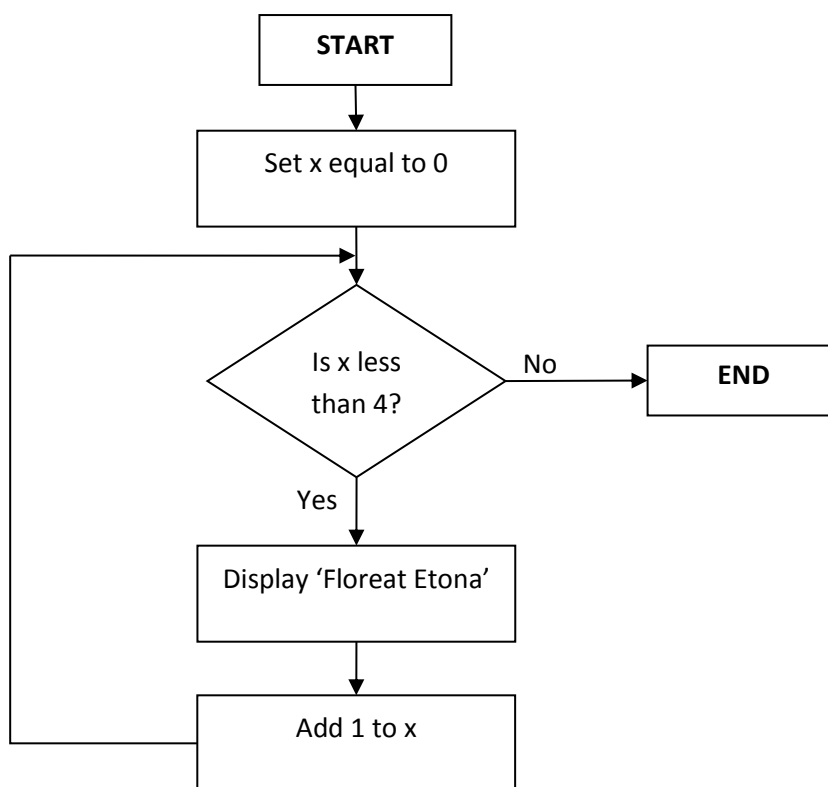 START
Set x equal to 0
Is x less
than 4?
No
END
Yes
Display ‘Floreat Etona’
Add 1 to x